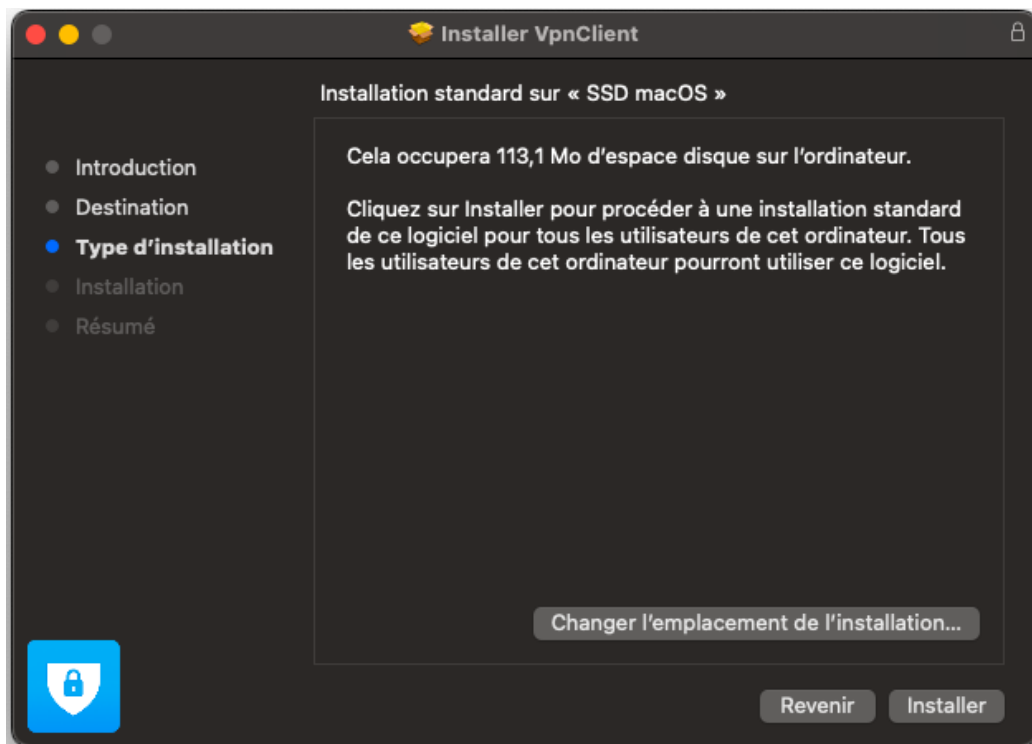 Installer VpnClient
Installation standard sur « SSD macOS »
Introduction
Destination
Type d’installation
Installation
Résumé
Cela occupera 113,1 Mo d’espace disque sur l’ordinateur.
Cliquez sur Installer pour procéder à une installation standard
de ce logiciel pour tous les utilisateurs de cet ordinateur. Tous
les utilisateurs de cet ordinateur pourront utiliser ce logiciel.
Changer l’emplacement de l’installation...
Revenir
Installer